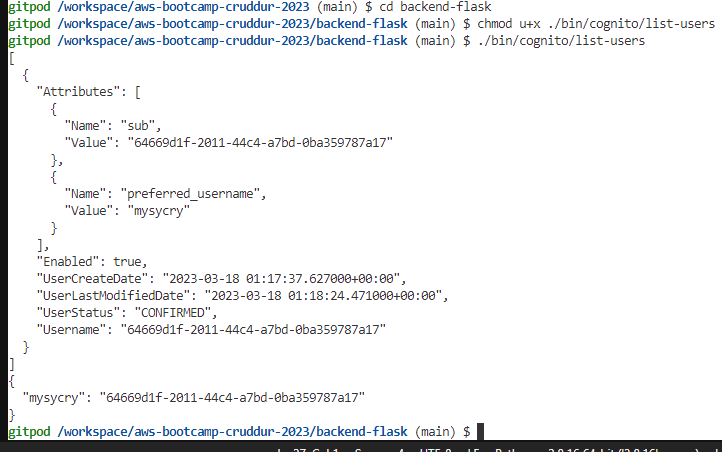 gitpod /workspace/aws-bootcamp-cruddur-2023 (main) $ cd backend-flask
gitpod /workspace/aws-bootcamp-cruddur-2023/backend-flask (main) $ chmod u+x ./bin/cognito/list-users
gitpod /workspace/aws-bootcamp-cruddur-2023/backend-flask (main) $ ./bin/cognito/list-users
[
  {
    "Attributes": [
      {
        "Name": "sub",
        "Value": "64669d1f-2011-44c4-a7bd-0ba359787a17"
      },
      {
        "Name": "preferred_username",
        "Value": "mysycry"
      }
    ],
    "Enabled": true,
    "UserCreateDate": "2023-03-18 01:17:37.627000+00:00",
    "UserLastModifiedDate": "2023-03-18 01:18:24.471000+00:00",
    "UserStatus": "CONFIRMED",
    "Username": "64669d1f-2011-44c4-a7bd-0ba359787a17"
  }
]
{
  "mysycry": "64669d1f-2011-44c4-a7bd-0ba359787a17"
}
gitpod /workspace/aws-bootcamp-cruddur-2023/backend-flask (main) $